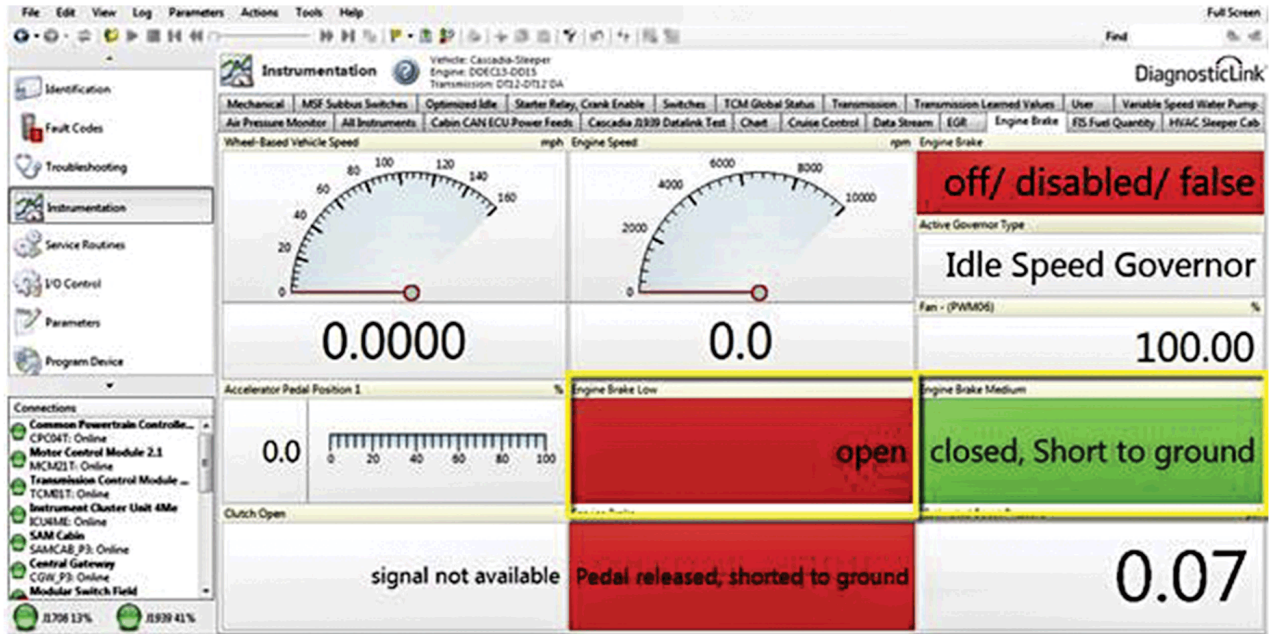 File Edit View Log Parameters Actions Tools Help Full Screen
Find
Identification
Fault Codes
Troubleshooting
Instrumentation
Service Routines
I/O Control
Parameters
Program Device
Connections
Common Powertrain Controlle...
CPC04T: Online
Motor Control Module 2.1
MCM21T: Online
Transmission Control Module ...
TCM01T: Online
Instrument Cluster Unit 4Me
ICU4ME: Online
SAM Cabin
SAMCAB_P3: Online
Central Gateway
CGW_P3: Online
Modular Switch Field
J1708 13% J1939 41%
Instrumentation
Vehicle: Cascadia-Sleeper
Engine: DDEC13-DD15
Transmission: DT12-DT12 DA
DiagnosticLink
Mechanical MSF Subbus Switches Optimized Idle Starter Relay, Crank Enable Switches TCM Global Status Transmission Transmission Learned Values User Variable Speed Water Pump
Air Pressure Monitor All Instruments Cabin CAN ECU Power Feeds Cascadia J1939 Datalink Test Chart Cruise Control Data Stream EGR Engine Brake FIS Fuel Quantity HVAC Sleeper Cab
Wheel-Based Vehicle Speed mph
0 20 40 60 80 100 120 140 160
0.0000
Engine Speed rpm
0 2000 4000 6000 8000 10000
0.0
Engine Brake
off/ disabled/ false
Active Governor Type
Idle Speed Governor
Fan - (PWM06) %
100.00
Accelerator Pedal Position 1 %
0.0
0 20 40 60 80 100
Engine Brake Low
open
Engine Brake Medium
closed, Short to ground
Clutch Open
signal not available
Pedal released, shorted to ground
0.07